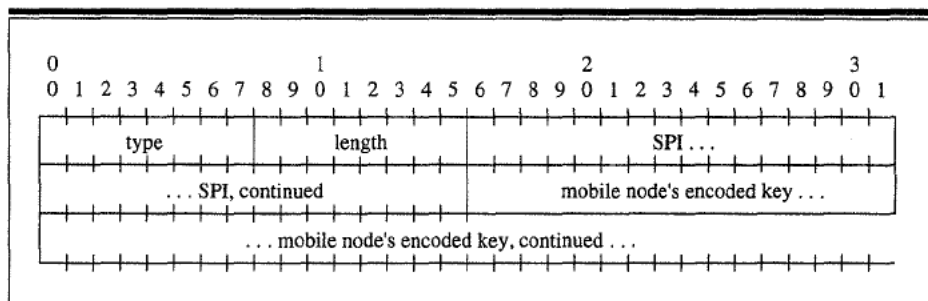 0 1 2 3
0 1 2 3 4 5 6 7 8 9 0 1 2 3 4 5 6 7 8 9 0 1 2 3 4 5 6 7 8 9 0 1
type length SPI . . .
. . . SPI, continued mobile node's encoded key . . .
. . . mobile node's encoded key, continued . . .